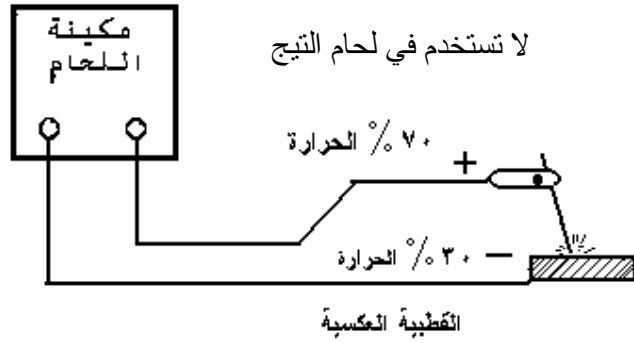 مكينة
اللحام
لا تستخدم في لحام التيج
٧٠ % الحرارة
+
٣٠ % الحرارة
−
القطبية العكسية